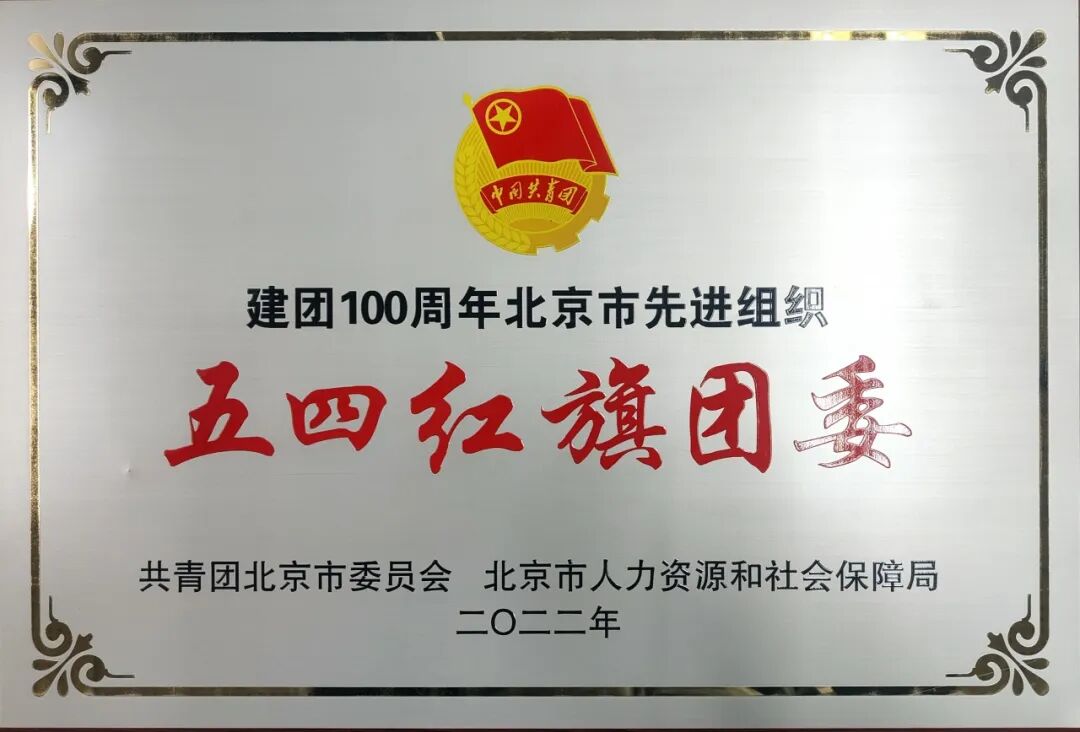 中国共青团
建团100周年北京市先进组织
五四红旗团委
共青团北京市委员会 北京市人力资源和社会保障局
二〇二二年